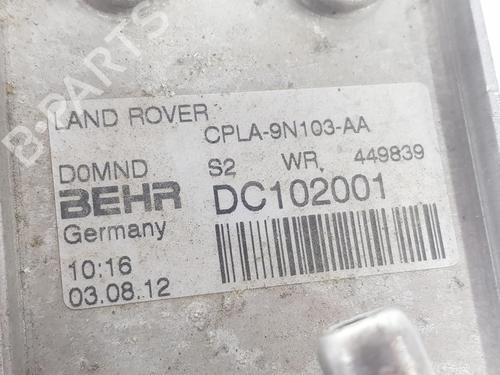 B-PARTS
LAND ROVER
CPLA-9N103-AA
D0MND S2 WR 449839
BEHR DC102001
Germany
10:16
03.08.12